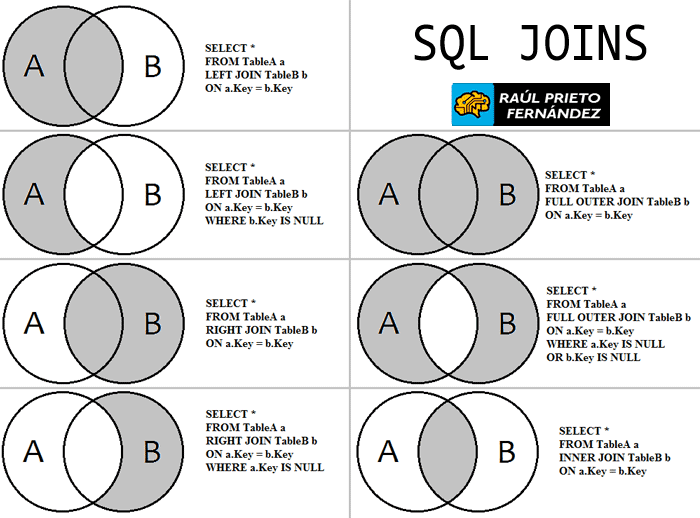 A B
SELECT *
FROM TableA a
LEFT JOIN TableB b
ON a.Key = b.Key
SQL JOINS
RAÚL PRIETO
FERNÁNDEZ
A B
SELECT *
FROM TableA a
LEFT JOIN TableB b
ON a.Key = b.Key
WHERE b.Key IS NULL
A B
SELECT *
FROM TableA a
FULL OUTER JOIN TableB b
ON a.Key = b.Key
A B
SELECT *
FROM TableA a
RIGHT JOIN TableB b
ON a.Key = b.Key
A B
SELECT *
FROM TableA a
FULL OUTER JOIN TableB b
ON a.Key = b.Key
WHERE a.Key IS NULL
OR b.Key IS NULL
A B
SELECT *
FROM TableA a
RIGHT JOIN TableB b
ON a.Key = b.Key
WHERE a.Key IS NULL
A B
SELECT *
FROM TableA a
INNER JOIN TableB b
ON a.Key = b.Key